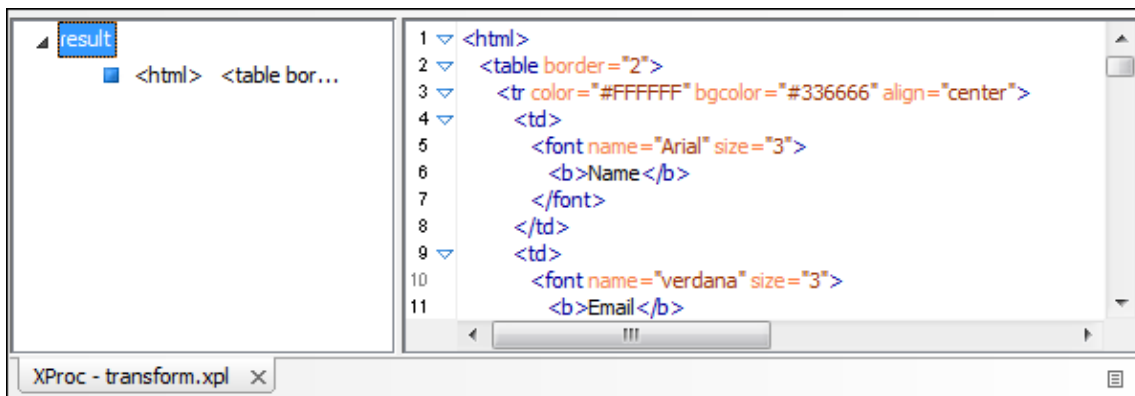 result
<html>   <table bor...
1 <html>
2 <table border="2">
3 <tr color="#FFFFFF" bgcolor="#336666" align="center">
4 <td>
5 <font name="Arial" size="3">
6 <b>Name</b>
7 </font>
8 </td>
9 <td>
10 <font name="verdana" size="3">
11 <b>Email</b>
XProc - transform.xpl